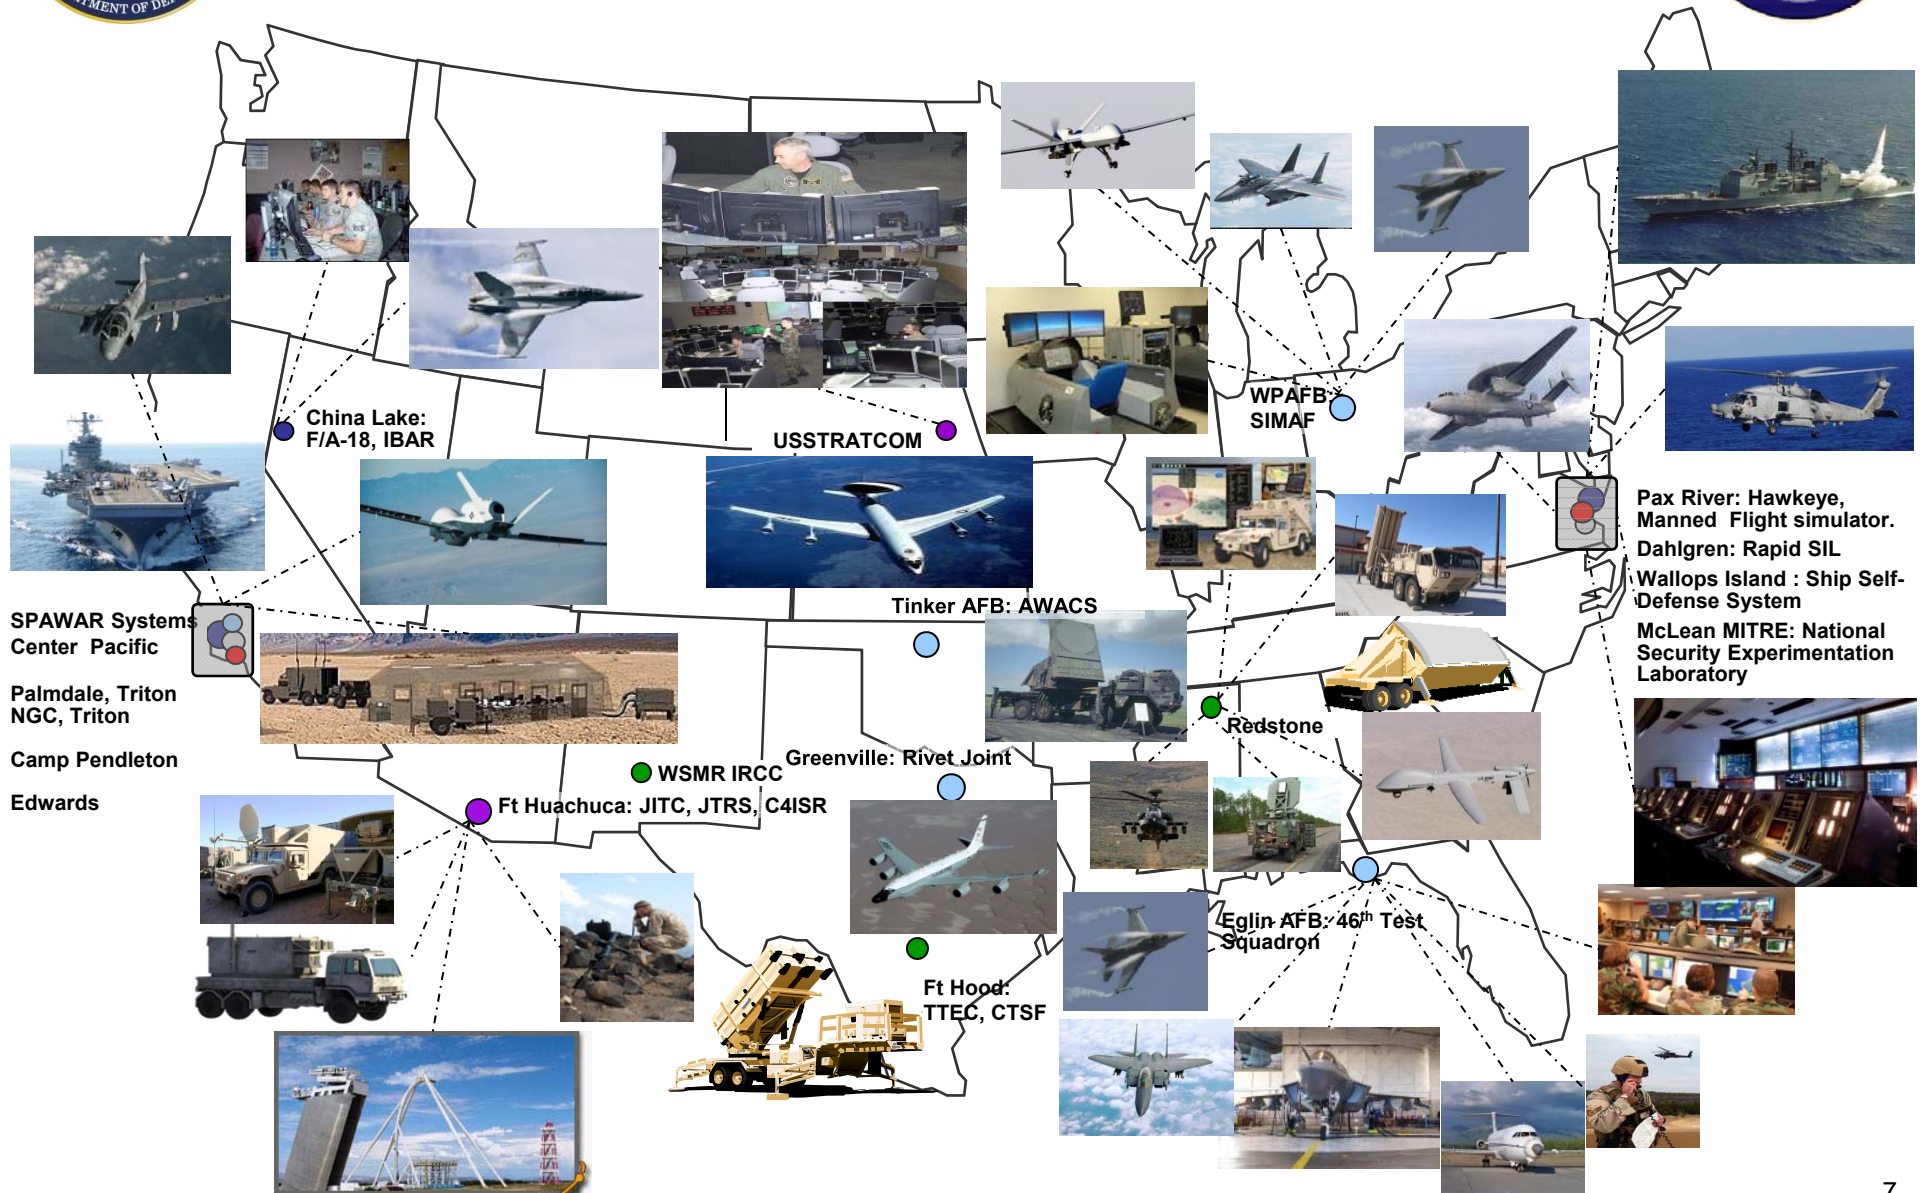 China Lake:
F/A-18, IBAR
USSTRATCOM
WPAFB
SIMAF
SPAWAR Systems
Center Pacific
Palmdale, Triton
NGC, Triton
Camp Pendleton
Edwards
Tinker AFB: AWACS
Pax River: Hawkeye,
Manned Flight simulator.
Dahlgren: Rapid SIL
Wallops Island : Ship Self-
Defense System
McLean MITRE: National
Security Experimentation
Laboratory
Redstone
WSMR IRCC
Greenville: Rivet Joint
Ft Huachuca: JITC, JTRS, C4ISR
Eglin AFB: 46th Test
Squadron
Ft Hood:
TTEC, CTSF
7